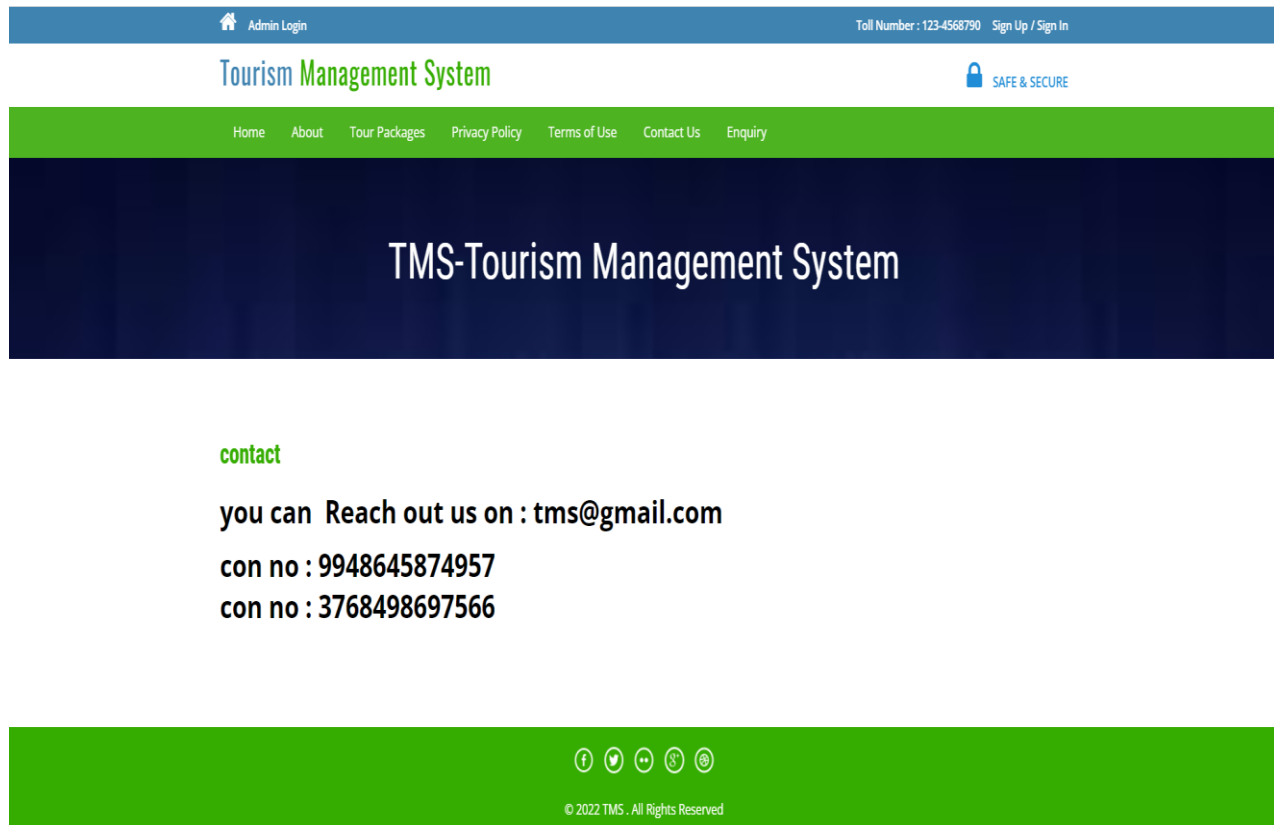 Admin Login Toll Number : 123-4568790 Sign Up / Sign In
Tourism Management System SAFE & SECURE
Home About Tour Packages Privacy Policy Terms of Use Contact Us Enquiry
TMS-Tourism Management System
contact
you can  Reach out us on : tms@gmail.com
con no : 9948645874957
con no : 3768498697566
© 2022 TMS . All Rights Reserved